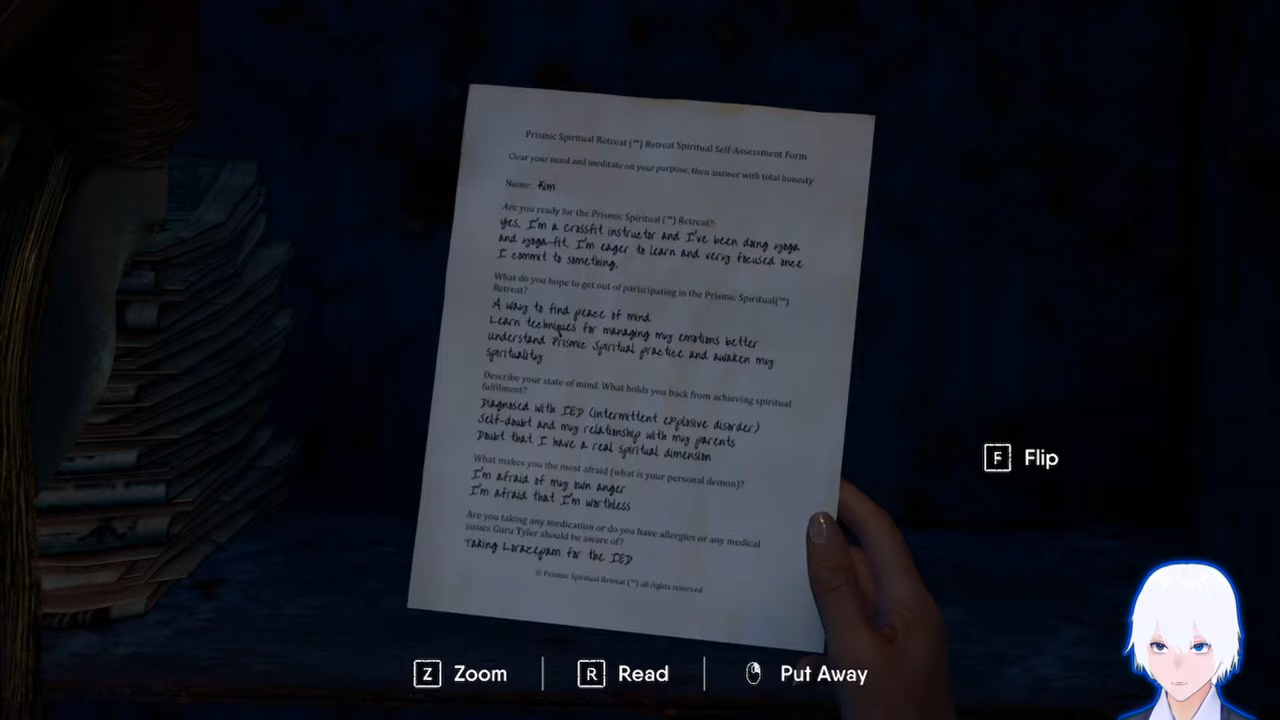 Prismic Spiritual Retreat (™) Retreat Spiritual Self-Assessment Form
Clear your mind and meditate on your purpose, then answer with total honesty
Name: Kim
Are you ready for the Prismic Spiritual (™) Retreat?:
yes. I'm a crossfit instructor and I've been doing yoga
and yoga-fit. I'm eager to learn and very focused once
I commit to something.
What do you hope to get out of participating in the Prismic Spiritual(™)
Retreat?
A way to find peace of mind
Learn techniques for managing my emotions better
Understand Prismic Spiritual practice and awaken my
spirituality
Describe your state of mind. What holds you back from achieving spiritual
fulfilment?
Diagnosed with IED (intermittent explosive disorder)
Self-doubt and my relationship with my parents
Doubt that I have a real spiritual dimension
What makes you the most afraid (what is your personal demon)?
I'm afraid of my own anger
I'm afraid that I'm worthless
Are you taking any medication or do you have allergies or any medical
issues Guru Tyler should be aware of?
Taking Lorazepam for the IED
© Prismic Spiritual Retreat (™) all rights reserved
F Flip
Z Zoom
R Read
Put Away